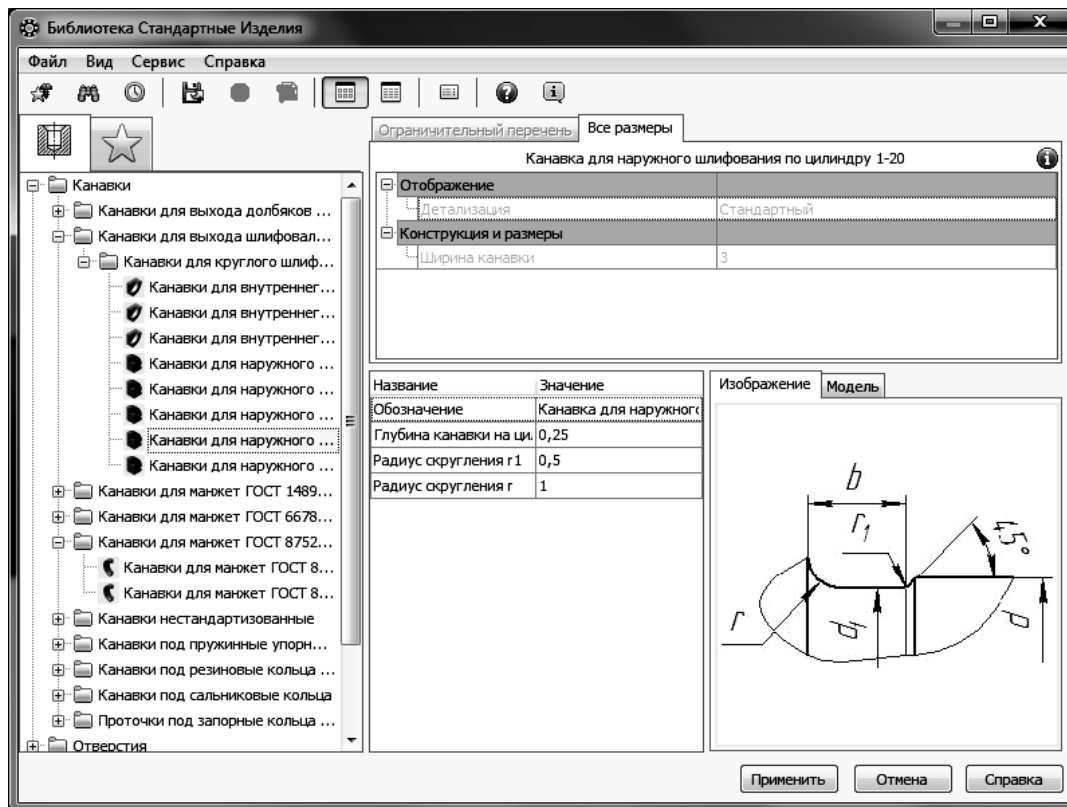 Библиотека Стандартные Изделия
Файл Вид Сервис Справка
Канавки
Канавки для выхода долбяков ...
Канавки для выхода шлифовал...
Канавки для круглого шлиф...
Канавки для внутреннег...
Канавки для внутреннег...
Канавки для внутреннег...
Канавки для наружного ...
Канавки для наружного ...
Канавки для наружного ...
Канавки для наружного ...
Канавки для наружного ...
Канавки для манжет ГОСТ 1489...
Канавки для манжет ГОСТ 6678...
Канавки для манжет ГОСТ 8752...
Канавки для манжет ГОСТ 8...
Канавки для манжет ГОСТ 8...
Канавки нестандартизованные
Канавки под пружинные упорн...
Канавки под резиновые кольца ...
Канавки под сальниковые кольца
Проточки под запорные кольца ...
Отверстия
Ограничительный перечень Все размеры
Канавка для наружного шлифования по цилиндру 1-20
Отображение
Детализация Стандартный
Конструкция и размеры
Ширина канавки 3
Название Значение
Обозначение Канавка для наружног
Глубина канавки на ци. 0,25
Радиус скругления r1 0,5
Радиус скругления r 1
Изображение Модель
b
r1
45°
r
d1
d
Применить Отмена Справка